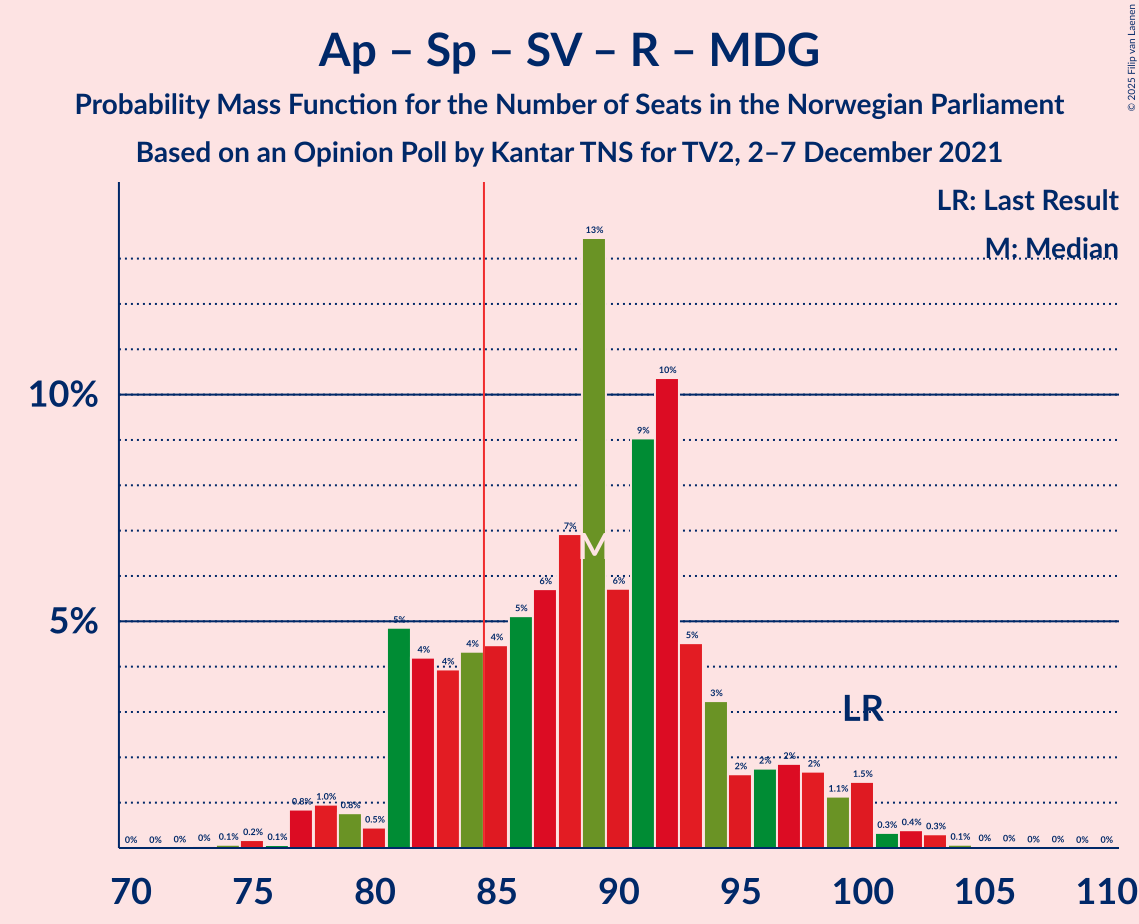 Ap – Sp – SV – R – MDG
Probability Mass Function for the Number of Seats in the Norwegian Parliament
Based on an Opinion Poll by Kantar TNS for TV2, 2–7 December 2021
© 2025 Filip van Laenen
LR: Last Result
M: Median
10%
5%
0% 0% 0% 0% 0.1% 0.2% 0.1% 0.8% 1.0% 0.8% 0.5% 5% 4% 4% 4% 4% 5% 6% 7% 13% 6% 9% 10% 5% 3% 2% 2% 2% 2% 1.1% 1.5% 0.3% 0.4% 0.3% 0.1% 0% 0% 0% 0% 0% 0%
M
LR
70 75 80 85 90 95 100 105 110